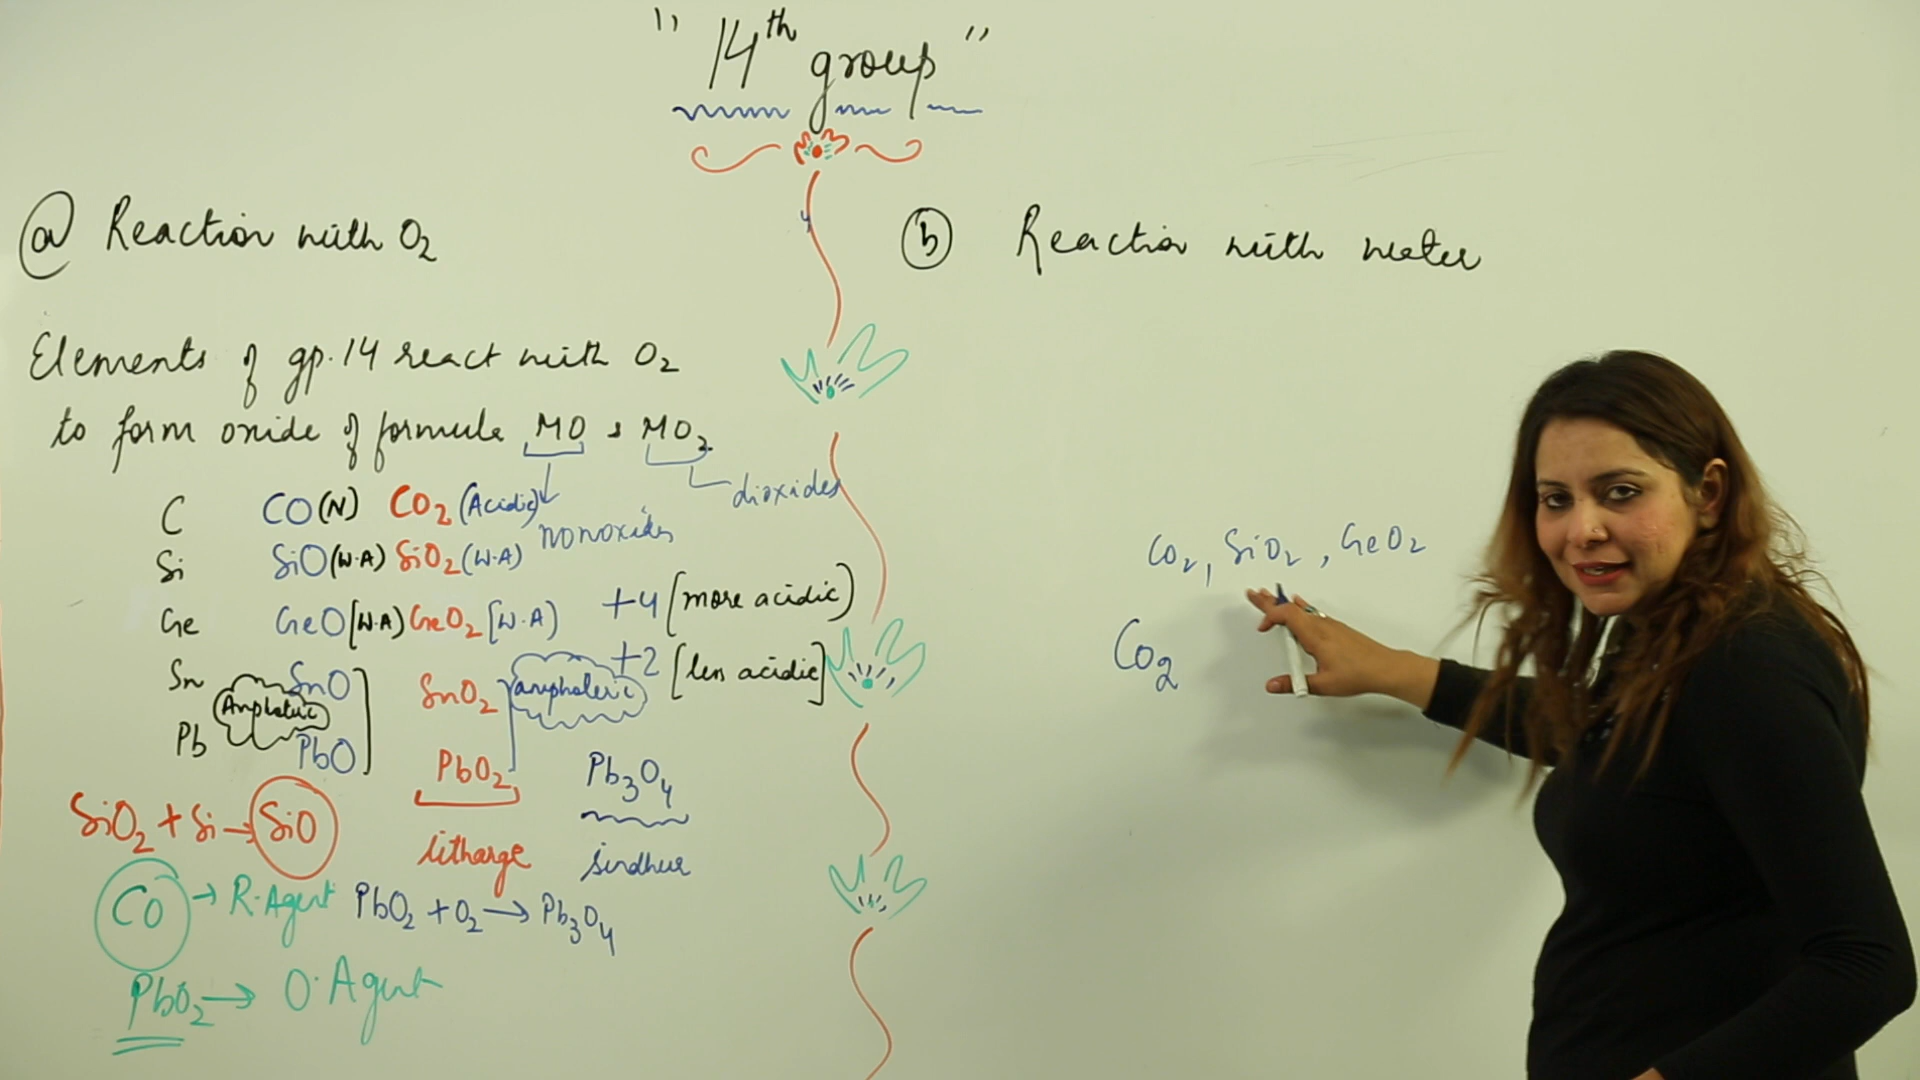 " 14th group "
(a) Reaction with O2
Elements of gp.14 react with O2
to form oxide of formula MO & MO2
dioxides
monoxides
C CO(N) CO2(Acidic)
Si SiO(W.A) SiO2(W.A)
Ge GeO[W.A) GeO2[W.A)
+4 (more acidic)
+2 [less acidic]
Sn SnO SnO2
Amphoteric amphoteric
Pb PbO PbO2 Pb3O4
litharge sindhur
SiO2 + Si → SiO
CO → R.Agent
PbO2 + O2 → Pb3O4
PbO2 → O.Agent
(b) Reaction with water
CO2, SiO2, GeO2
CO2